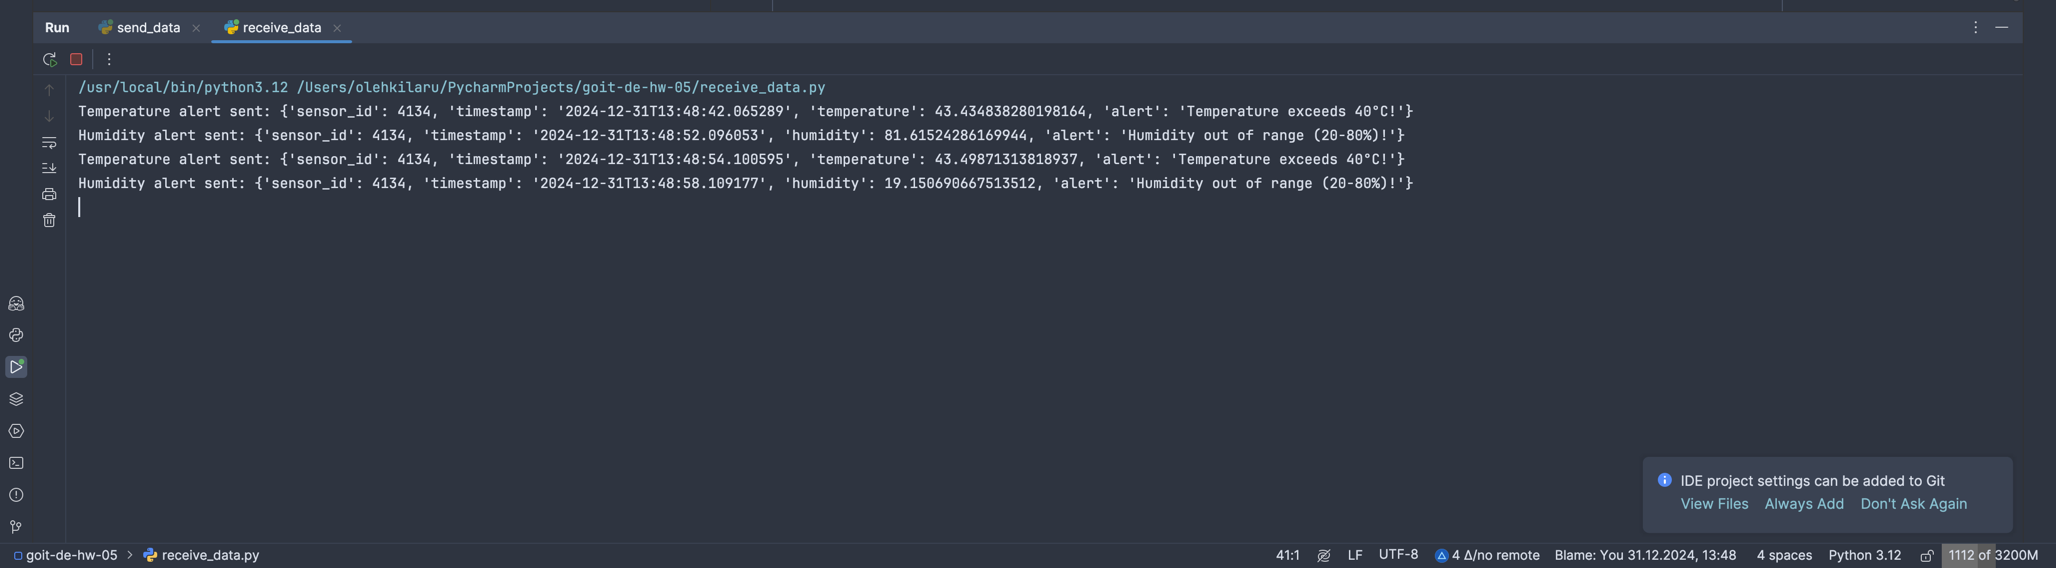 Run send_data receive_data
/usr/local/bin/python3.12 /Users/olehkilaru/PycharmProjects/goit-de-hw-05/receive_data.py
Temperature alert sent: {'sensor_id': 4134, 'timestamp': '2024-12-31T13:48:42.065289', 'temperature': 43.434838280198164, 'alert': 'Temperature exceeds 40°C!'}
Humidity alert sent: {'sensor_id': 4134, 'timestamp': '2024-12-31T13:48:52.096053', 'humidity': 81.61524286169944, 'alert': 'Humidity out of range (20-80%)!'}
Temperature alert sent: {'sensor_id': 4134, 'timestamp': '2024-12-31T13:48:54.100595', 'temperature': 43.49871313818937, 'alert': 'Temperature exceeds 40°C!'}
Humidity alert sent: {'sensor_id': 4134, 'timestamp': '2024-12-31T13:48:58.109177', 'humidity': 19.150690667513512, 'alert': 'Humidity out of range (20-80%)!'}
IDE project settings can be added to Git
View Files Always Add Don't Ask Again
goit-de-hw-05 > receive_data.py 41:1 LF UTF-8 4 Δ/no remote Blame: You 31.12.2024, 13:48 4 spaces Python 3.12 1112 of 3200M